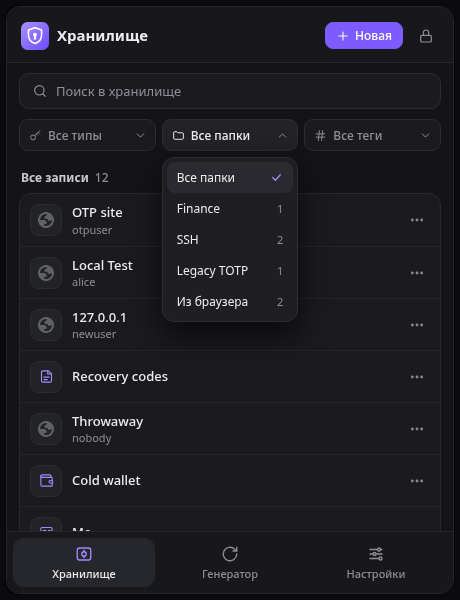 Хранилище
Новая
Поиск в хранилище
Все типы
Все папки
Все теги
Все записи 12
Все папки
Finance 1
SSH 2
Legacy TOTP 1
Из браузера 2
OTP site
otpuser
Local Test
alice
127.0.0.1
newuser
Recovery codes
Throwaway
nobody
Cold wallet
Хранилище
Генератор
Настройки